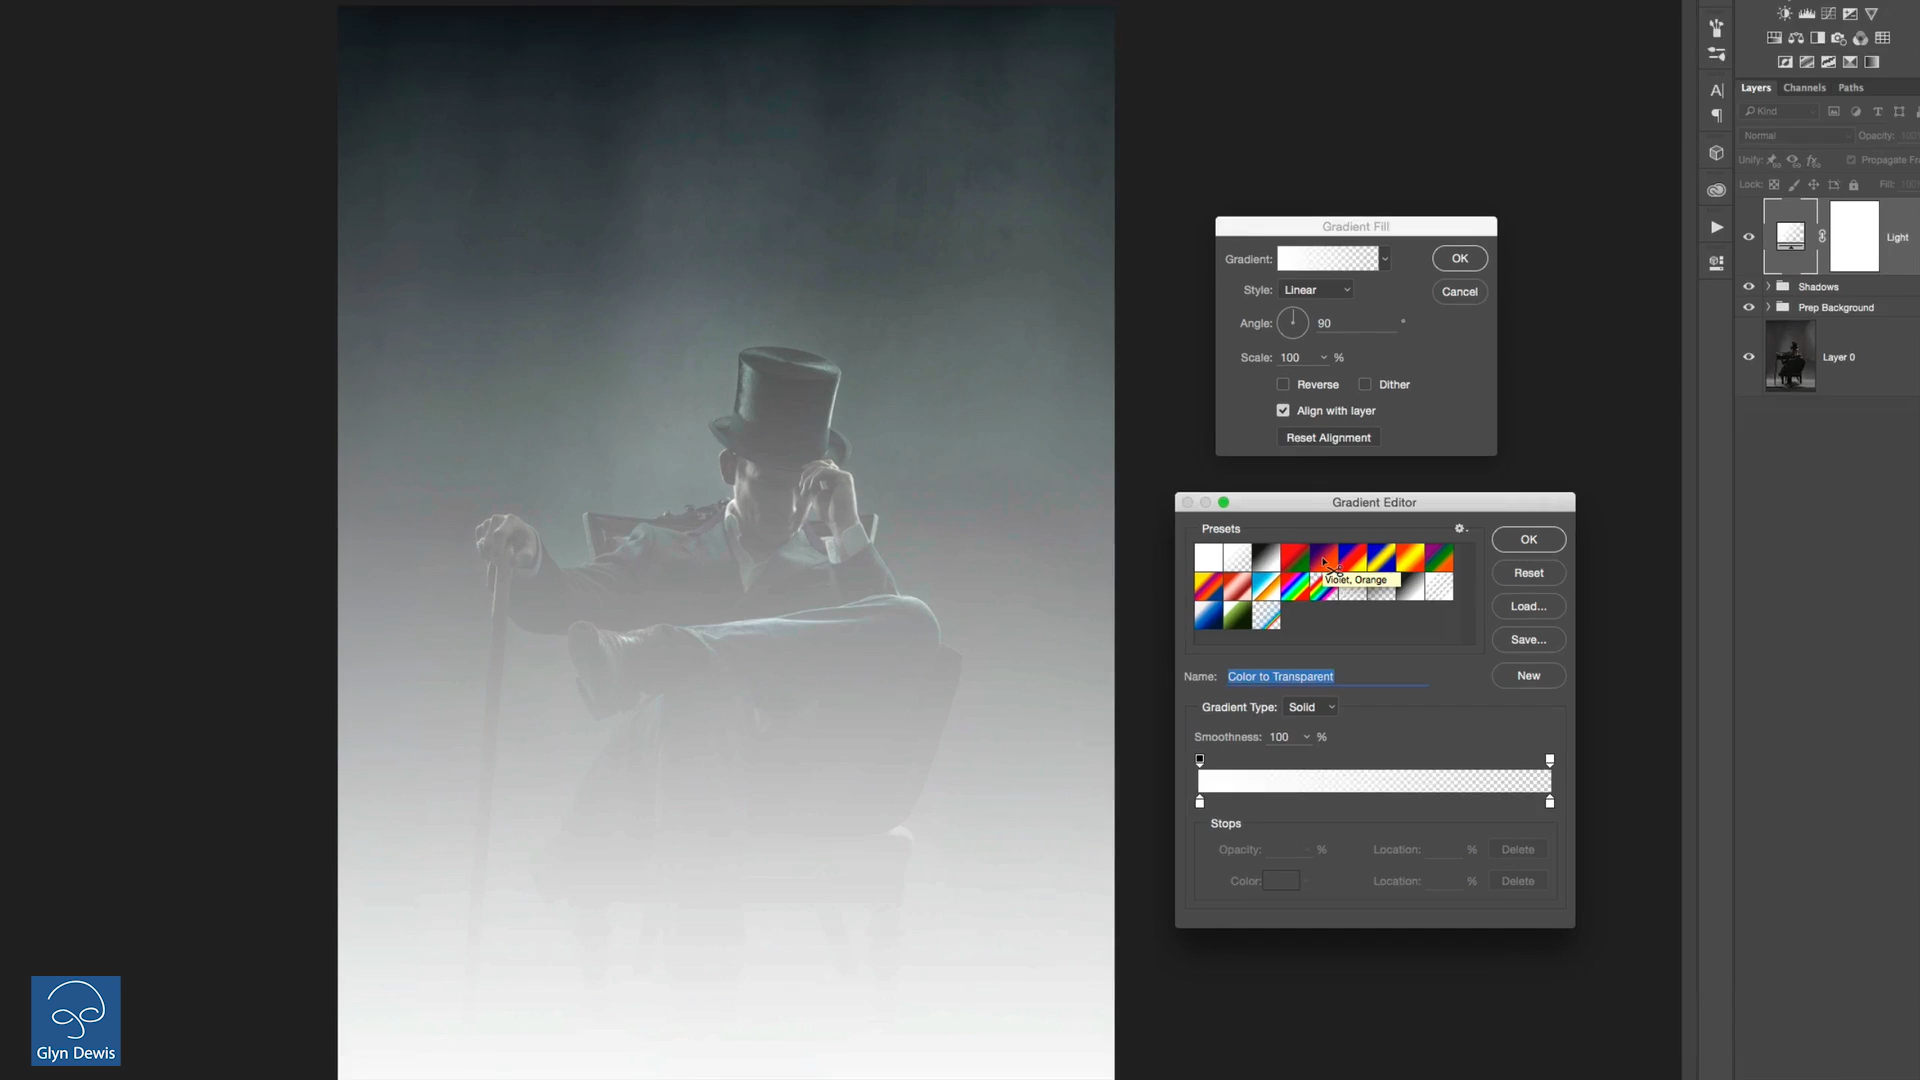 Gradient Fill
Gradient:
OK
Style: Linear
Cancel
Angle: 90 °
Scale: 100 %
Reverse Dither
Align with layer
Reset Alignment
Gradient Editor
Presets
OK
Reset
Load...
Save...
Violet, Orange
Name: Color to Transparent
New
Gradient Type: Solid
Smoothness: 100 %
Stops
Opacity: % Location: % Delete
Color: Location: % Delete
A|
Layers Channels Paths
Kind
Normal Opacity: 100%
Unify: Propagate Fra
Lock: Fill: 100%
Light
Shadows
Prep Background
Layer 0
Glyn Dewis